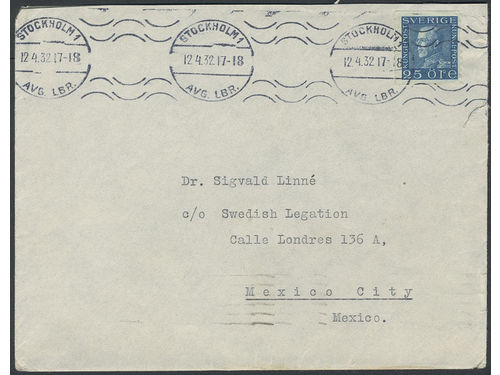 STOCKHOLM 1
12.4.32.17-18
AVG. LBR.
STOCKHOLM 1
12.4.32.17-18
AVG. LBR.
STOCKHOLM 1
12.4.32.17-18
AVG. LBR.
SVERIGE
25 ÖRE
Dr. Sigvald Linné
c/o Swedish Legation
Calle Londres 136 A,
Mexico City
Mexico.